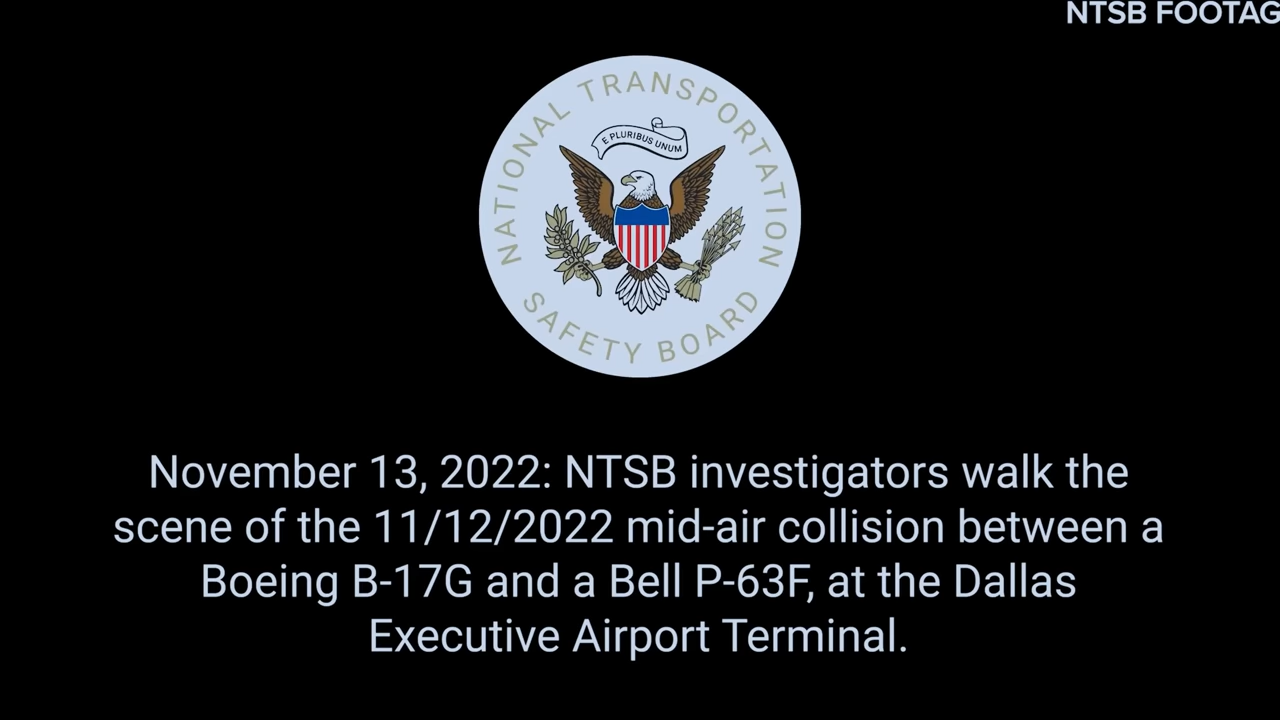 NTSB FOOTAG
NATIONAL TRANSPORTATION
E PLURIBUS UNUM
SAFETY BOARD
November 13, 2022: NTSB investigators walk the
scene of the 11/12/2022 mid-air collision between a
Boeing B-17G and a Bell P-63F, at the Dallas
Executive Airport Terminal.